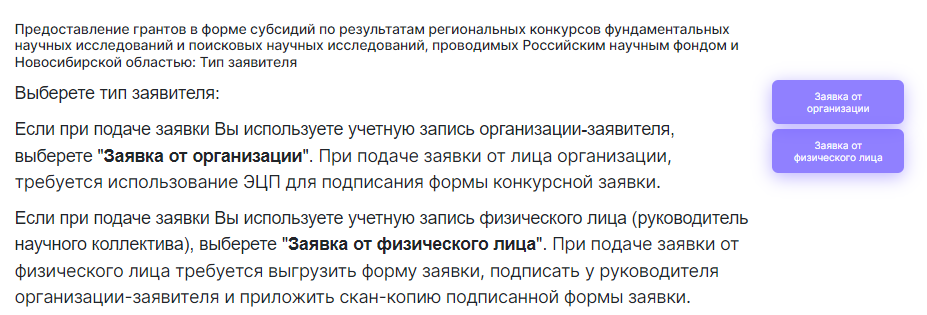 Предоставление грантов в форме субсидий по результатам региональных конкурсов фундаментальных
научных исследований и поисковых научных исследований, проводимых Российским научным фондом и
Новосибирской областью: Тип заявителя
Выберете тип заявителя:
Если при подаче заявки Вы используете учетную запись организации-заявителя,
выберете "Заявка от организации". При подаче заявки от лица организации,
требуется использование ЭЦП для подписания формы конкурсной заявки.
Если при подаче заявки Вы используете учетную запись физического лица (руководитель
научного коллектива), выберете "Заявка от физического лица". При подаче заявки от
физического лица требуется выгрузить форму заявки, подписать у руководителя
организации-заявителя и приложить скан-копию подписанной формы заявки.
Заявка от
организации
Заявка от
физического лица